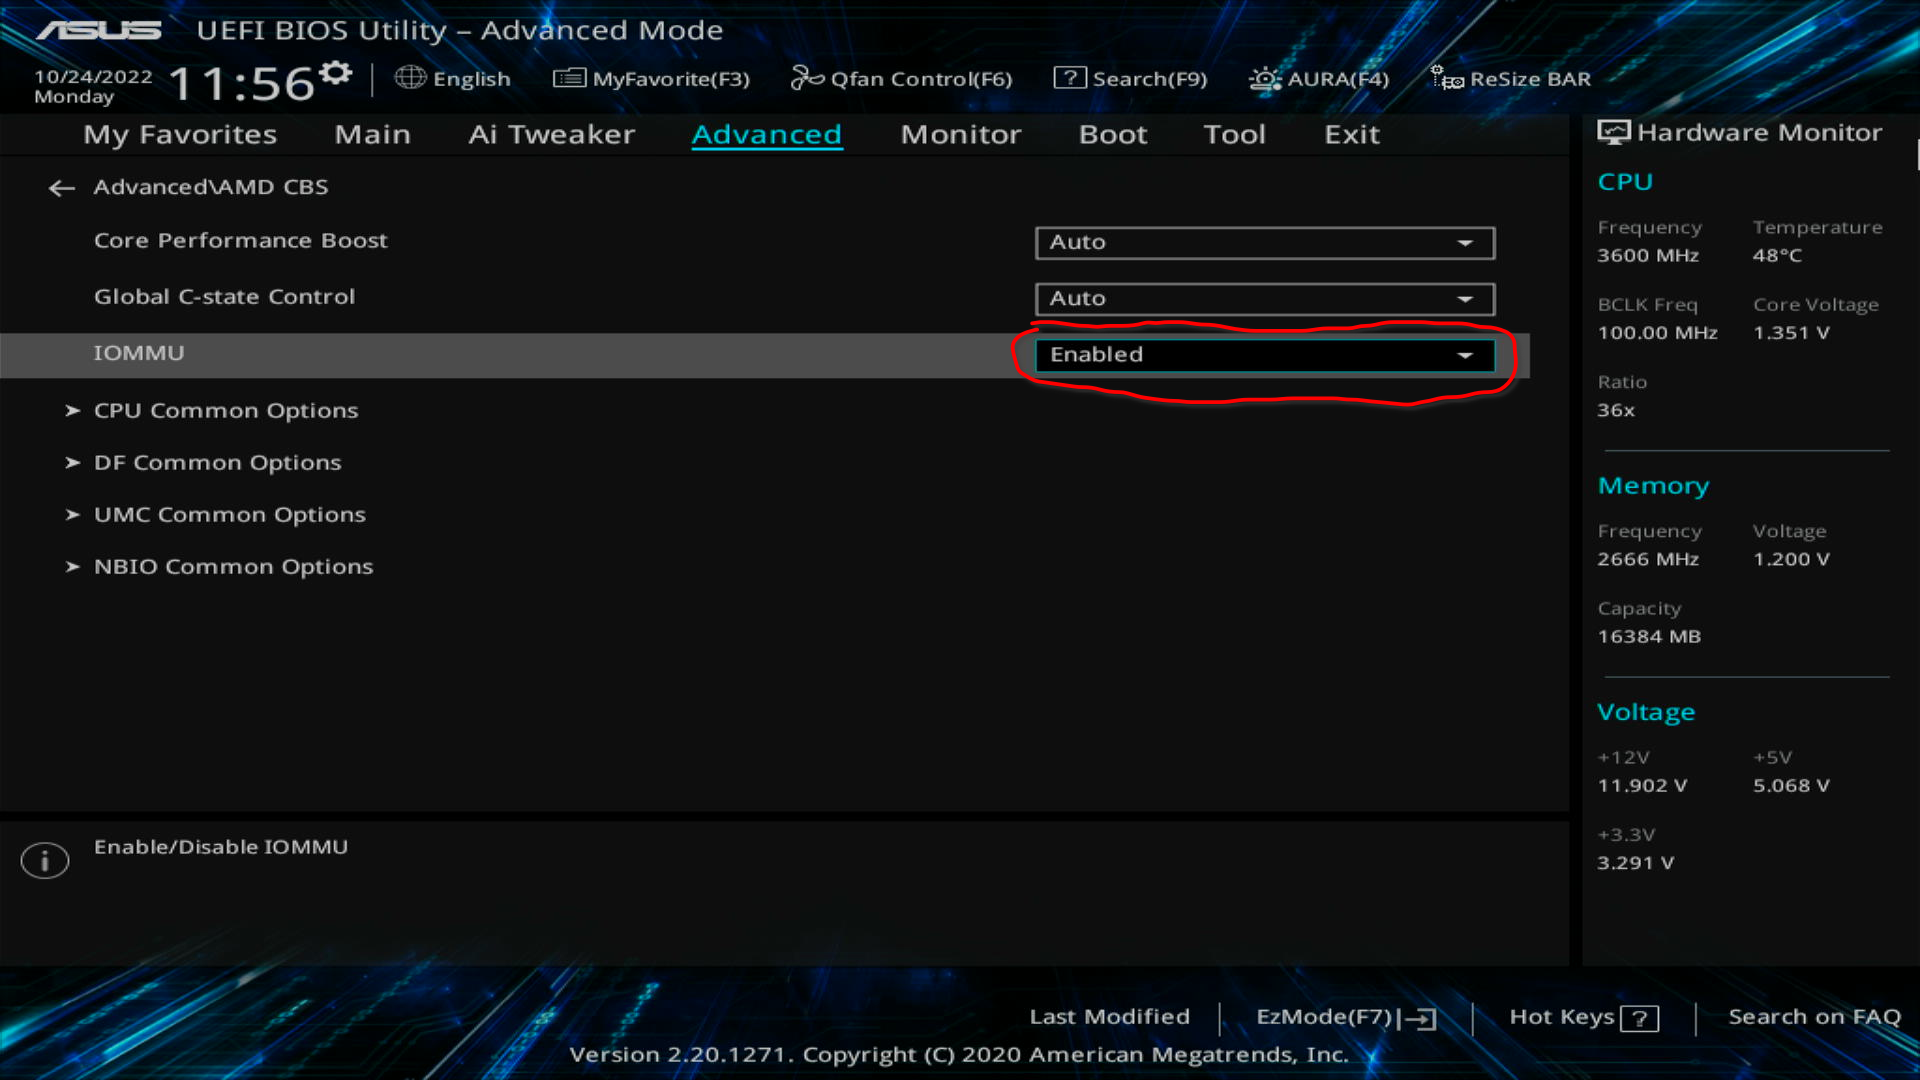 ASUS UEFI BIOS Utility – Advanced Mode
10/24/2022
Monday
11:56
English
MyFavorite(F3)
Qfan Control(F6)
? Search(F9)
AURA(F4)
ReSize BAR
My Favorites
Main
Ai Tweaker
Advanced
Monitor
Boot
Tool
Exit
Advanced\AMD CBS
Core Performance Boost
Auto
Global C-state Control
Auto
IOMMU
Enabled
CPU Common Options
DF Common Options
UMC Common Options
NBIO Common Options
i Enable/Disable IOMMU
Hardware Monitor
CPU
Frequency Temperature
3600 MHz 48°C
BCLK Freq Core Voltage
100.00 MHz 1.351 V
Ratio
36x
Memory
Frequency Voltage
2666 MHz 1.200 V
Capacity
16384 MB
Voltage
+12V +5V
11.902 V 5.068 V
+3.3V
3.291 V
Last Modified
EzMode(F7)
Hot Keys ?
Search on FAQ
Version 2.20.1271. Copyright (C) 2020 American Megatrends, Inc.